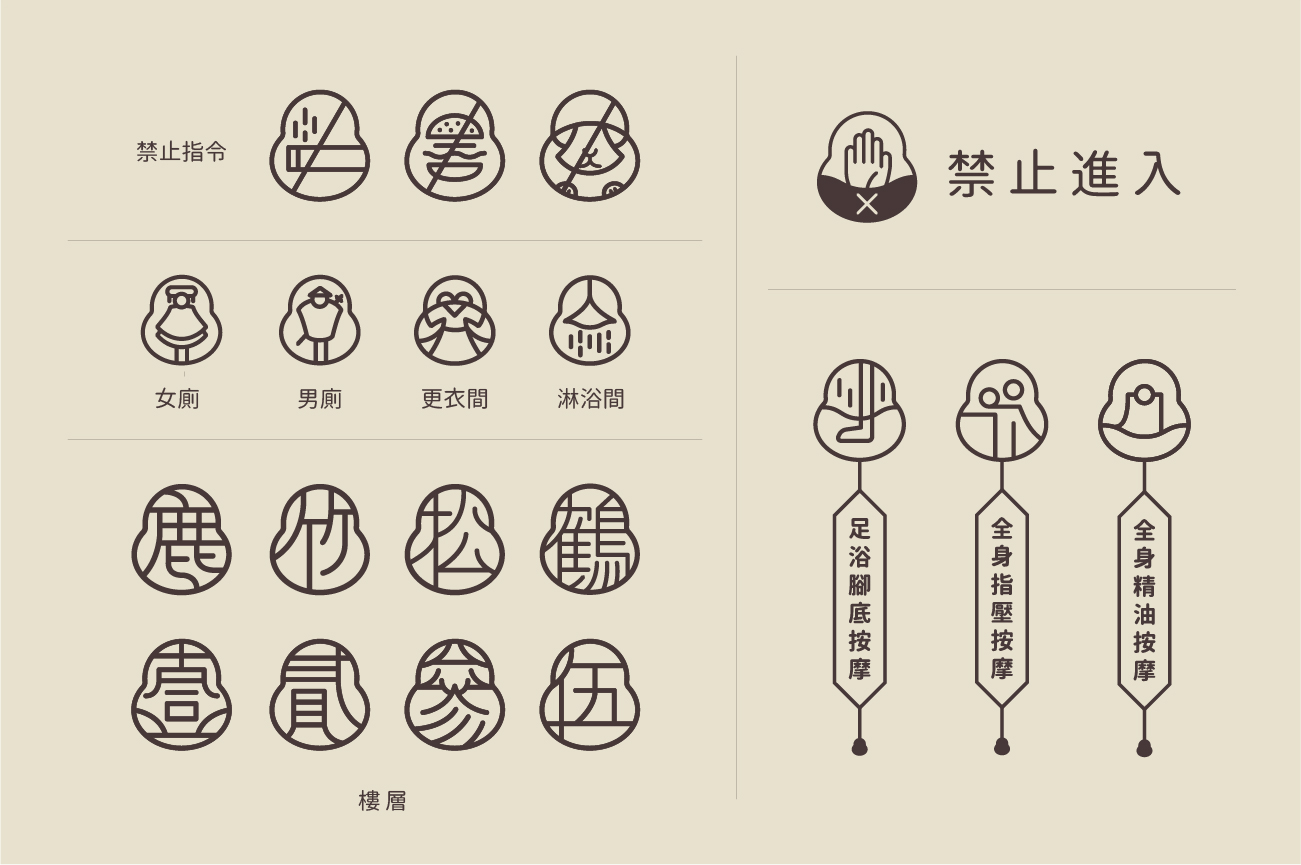 禁止指令
女廁
男廁
更衣間
淋浴間
鹿
竹
松
鶴
壹
貳
參
伍
樓層
禁止進入
足浴腳底按摩
全身指壓按摩
全身精油按摩